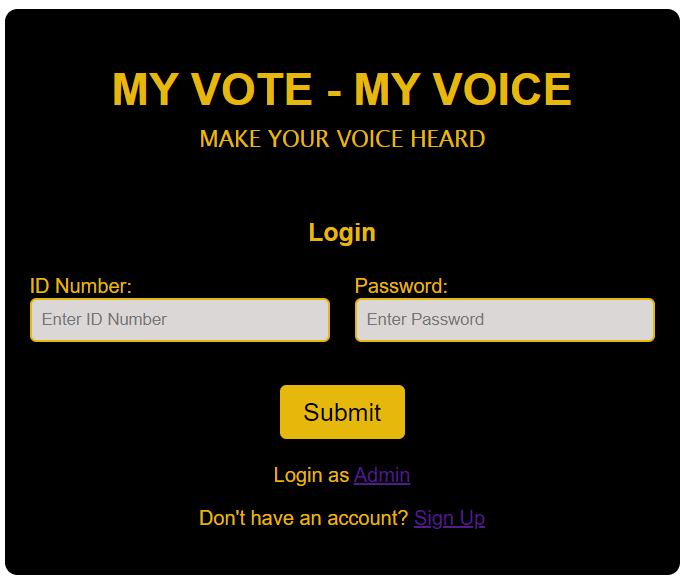 MY VOTE - MY VOICE
MAKE YOUR VOICE HEARD
Login
ID Number:
Password:
Enter ID Number
Enter Password
Submit
Login as Admin
Don't have an account? Sign Up